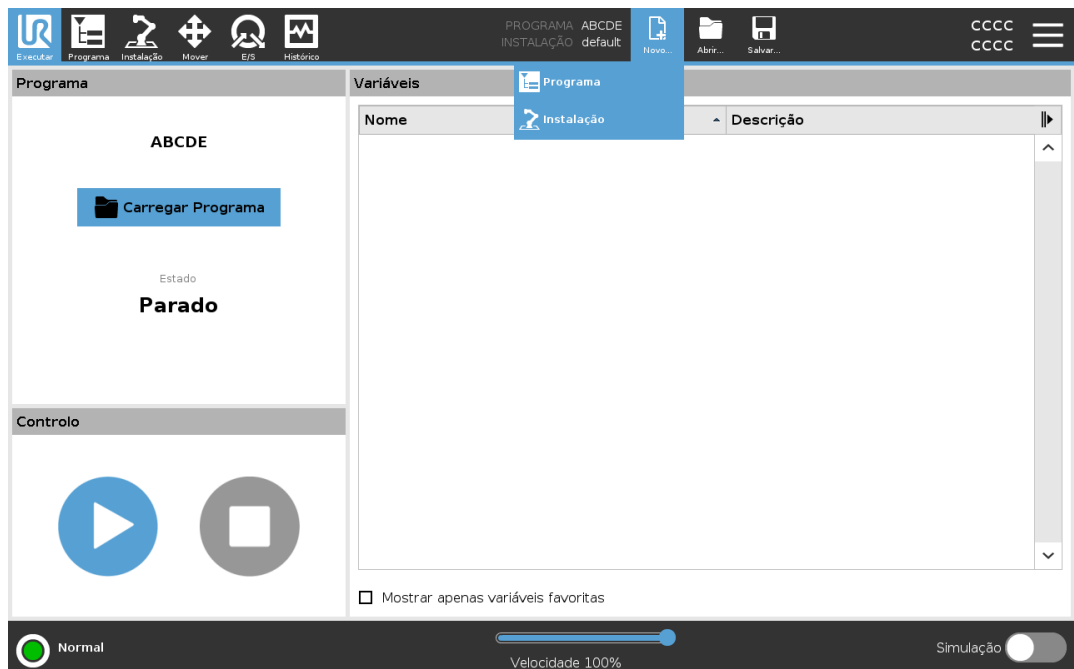 UR
Executar Programa Instalação Mover E/S Histórico
PROGRAMA ABCDE
INSTALAÇÃO default
Novo... Abrir... Salvar...
CCCC
CCCC
Programa
Instalação
Programa
ABCDE
Carregar Programa
Estado
Parado
Controlo
Variáveis
Nome Descrição
Mostrar apenas variáveis favoritas
Normal
Velocidade 100%
Simulação